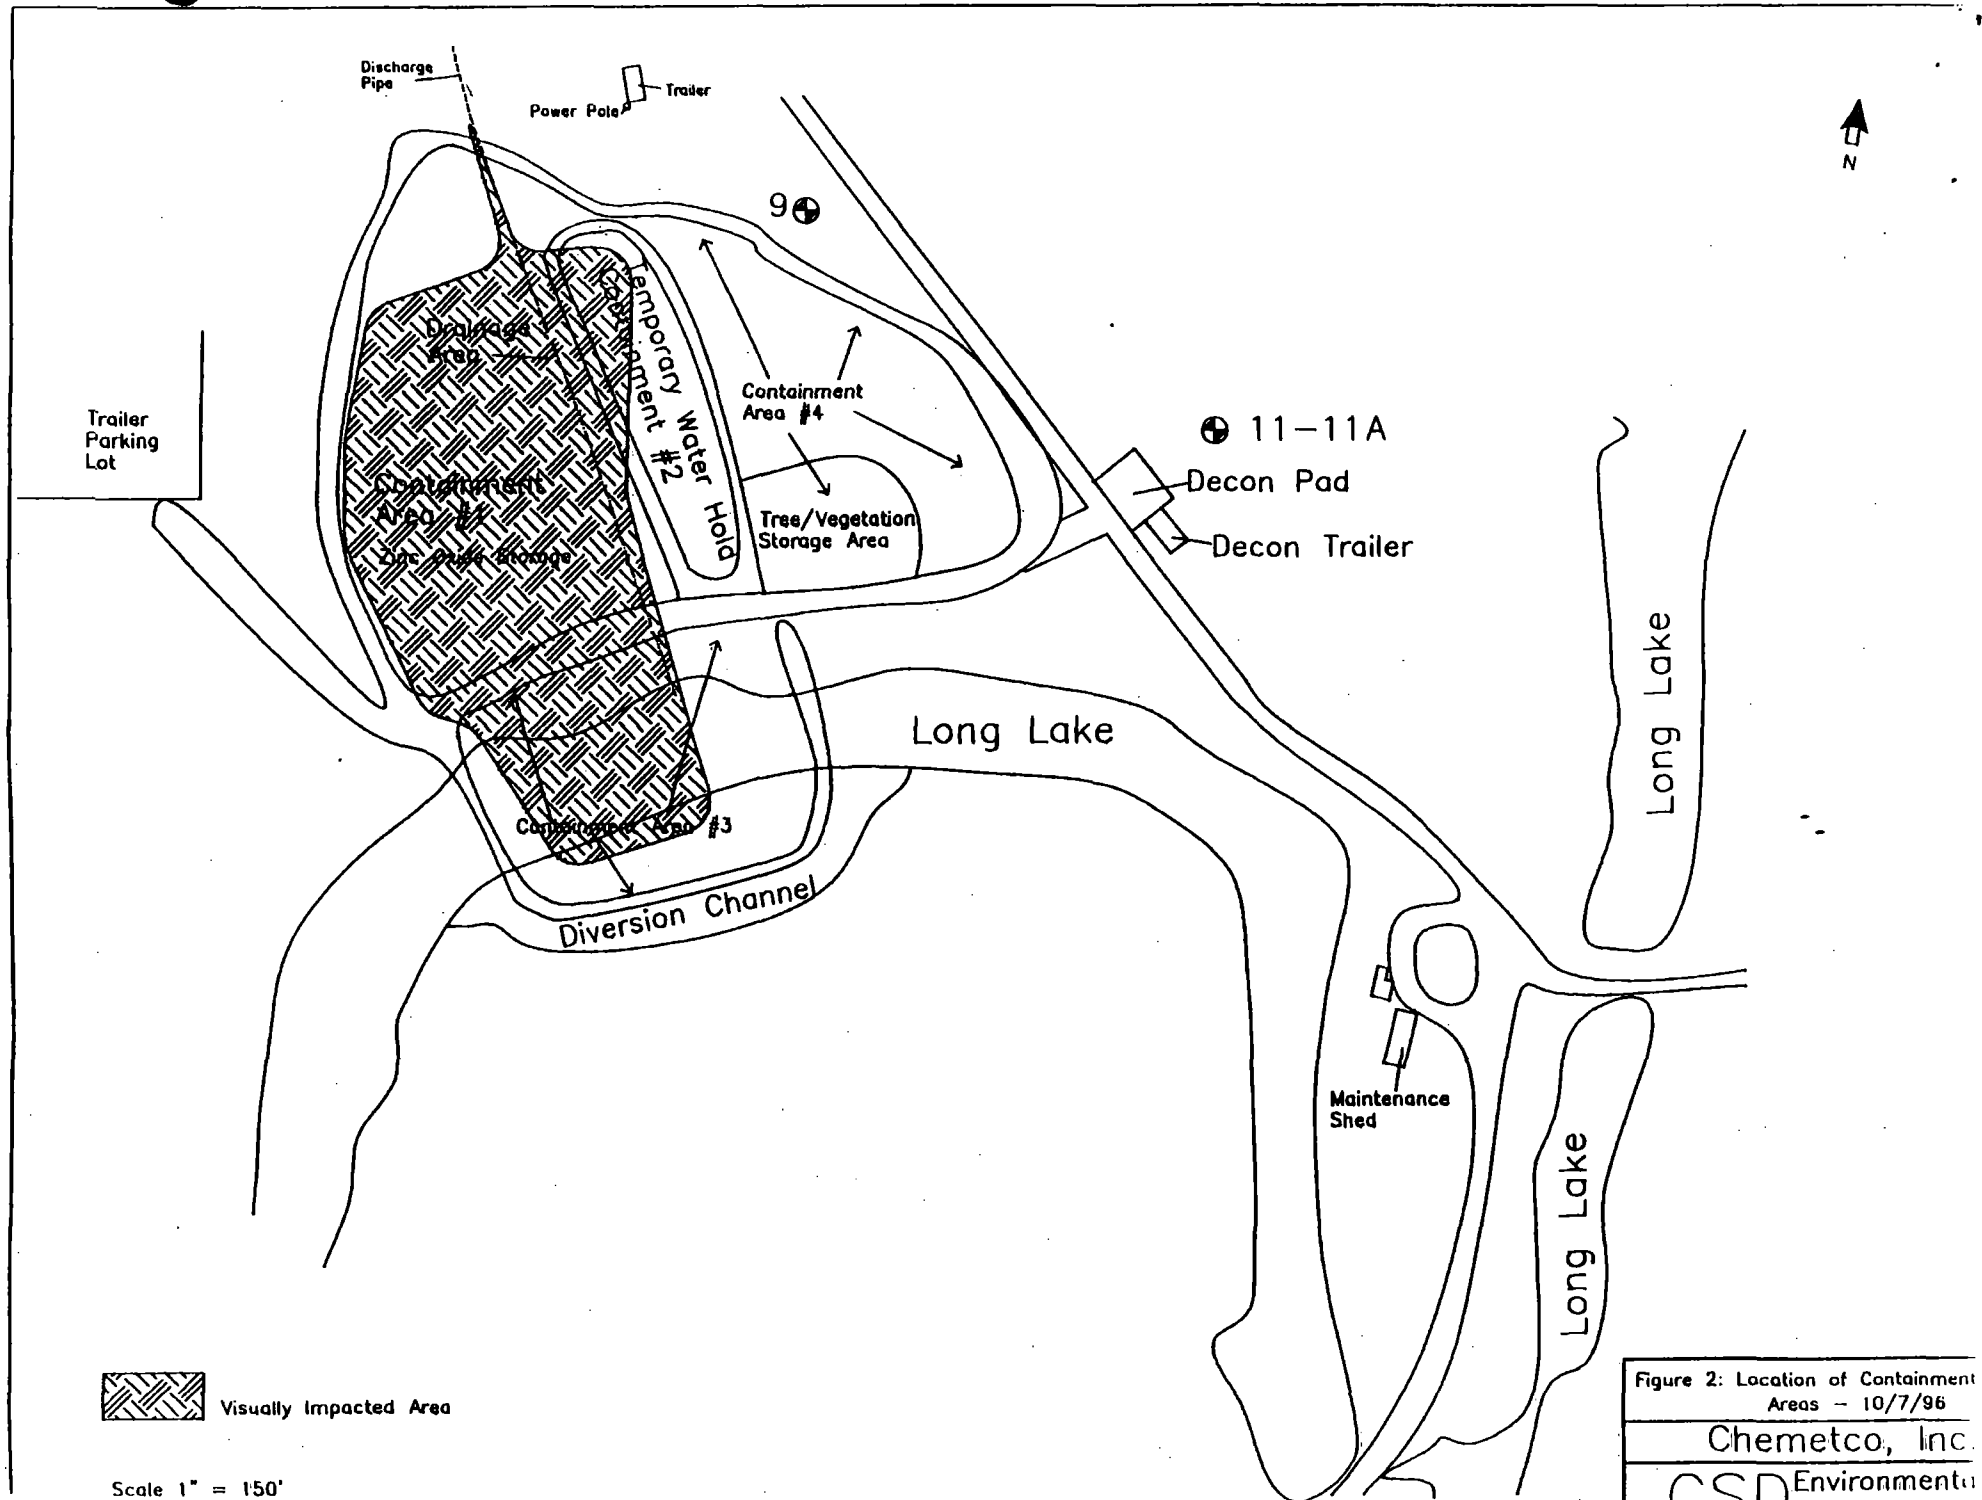 Discharge
Pipe
Trailer
Power Pole
N
9
Drainage
Area
Temporary Water Hold
Containment #2
Containment
Area #4
Trailer
Parking
Lot
11-11A
Decon Pad
Containment
Area #1
Tree/Vegetation
Storage Area
Decon Trailer
Zinc Oxide Storage
Long Lake
Long Lake
Containment Area #3
Diversion Channel
Maintenance
Shed
Long Lake
Visually Impacted Area
Scale 1" = 150'
Figure 2: Location of Containment
Areas - 10/7/96
Chemetco, Inc.
CSD